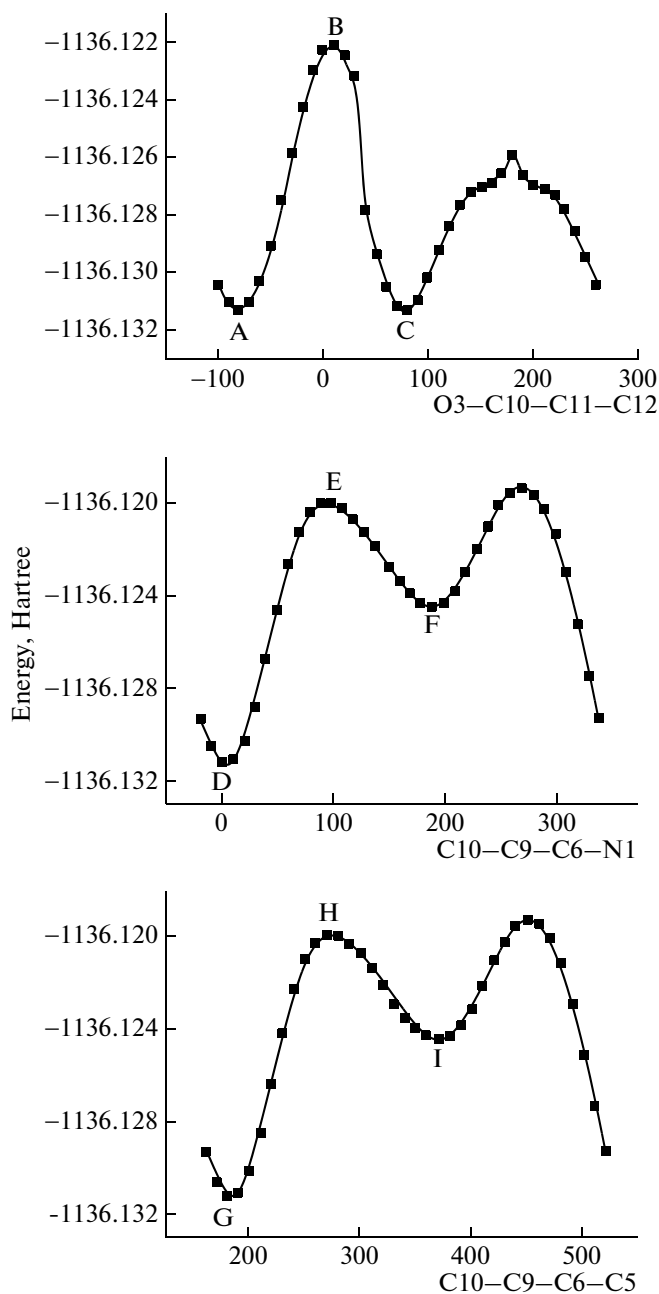 B
−1136.122
−1136.124
−1136.126
−1136.128
−1136.130
−1136.132
A
C
−100 0 100 200 300
O3−C10−C11−C12
Energy, Hartree
E
−1136.120
−1136.124
F
−1136.128
−1136.132
D
0 100 200 300
C10−C9−C6−N1
H
−1136.120
−1136.124
I
−1136.128
-1136.132
G
200 300 400 500
C10−C9−C6−C5